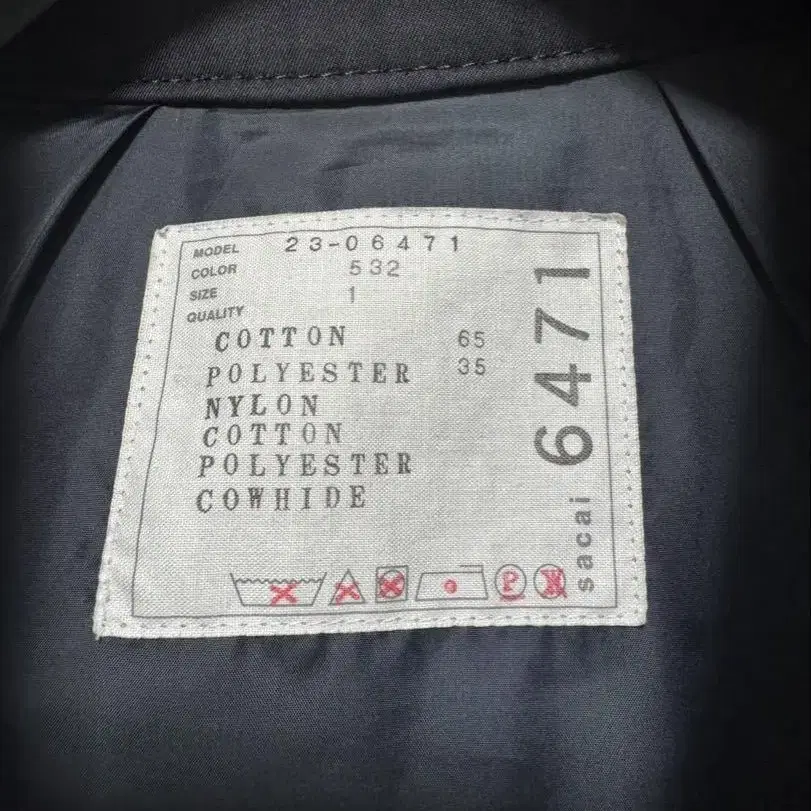 MODEL 23-06471
COLOR 532
SIZE 1
QUALITY
COTTON 65
POLYESTER 35
NYLON
COTTON
POLYESTER
COWHIDE
P
W
sacai 6471